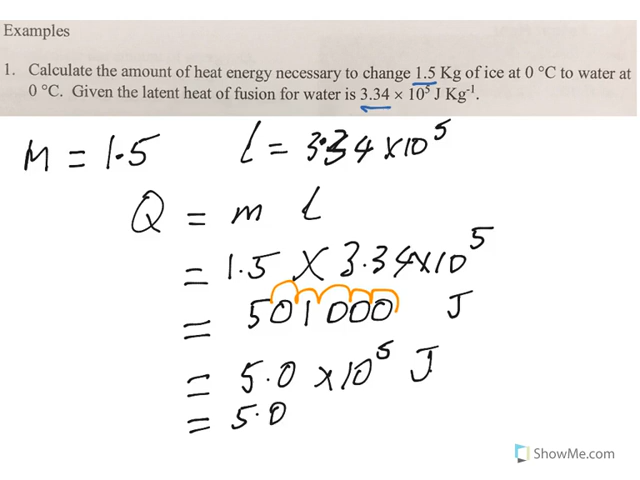 Examples
1. Calculate the amount of heat energy necessary to change 1.5 Kg of ice at 0 °C to water at
0 °C. Given the latent heat of fusion for water is 3.34 × 10⁵ J Kg⁻¹.
M = 1.5 l = 3.34 × 10⁵
Q = m l
= 1.5 × 3.34 × 10⁵
= 501000 J
= 5.0 × 10⁵ J
= 5.0
ShowMe.com